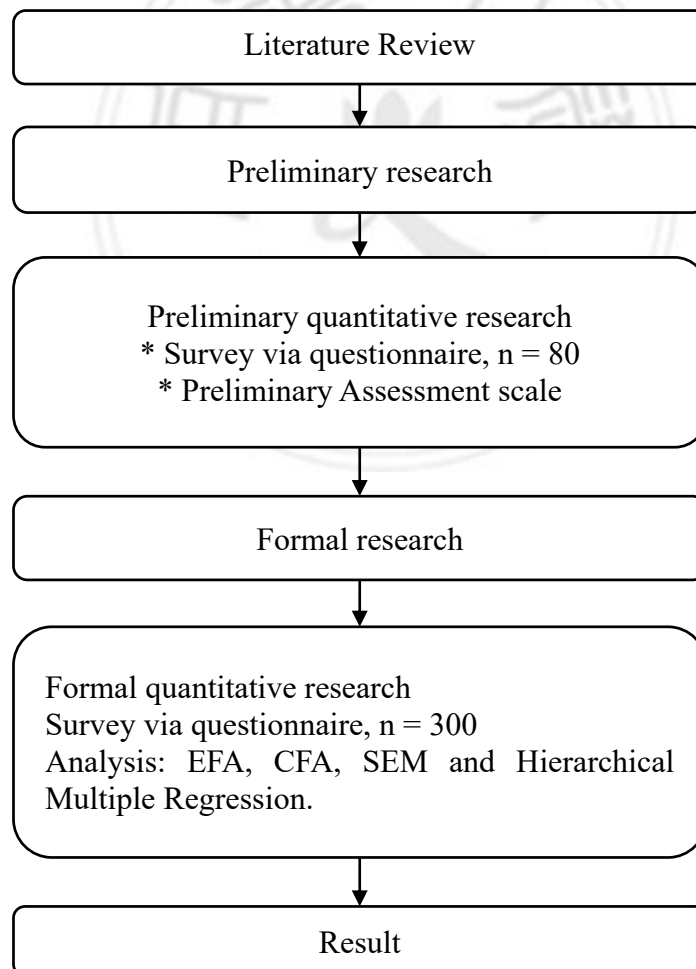 Literature Review
Preliminary research
Preliminary quantitative research
* Survey via questionnaire, n = 80
* Preliminary Assessment scale
Formal research
Formal quantitative research
Survey via questionnaire, n = 300
Analysis: EFA, CFA, SEM and Hierarchical
Multiple Regression.
Result